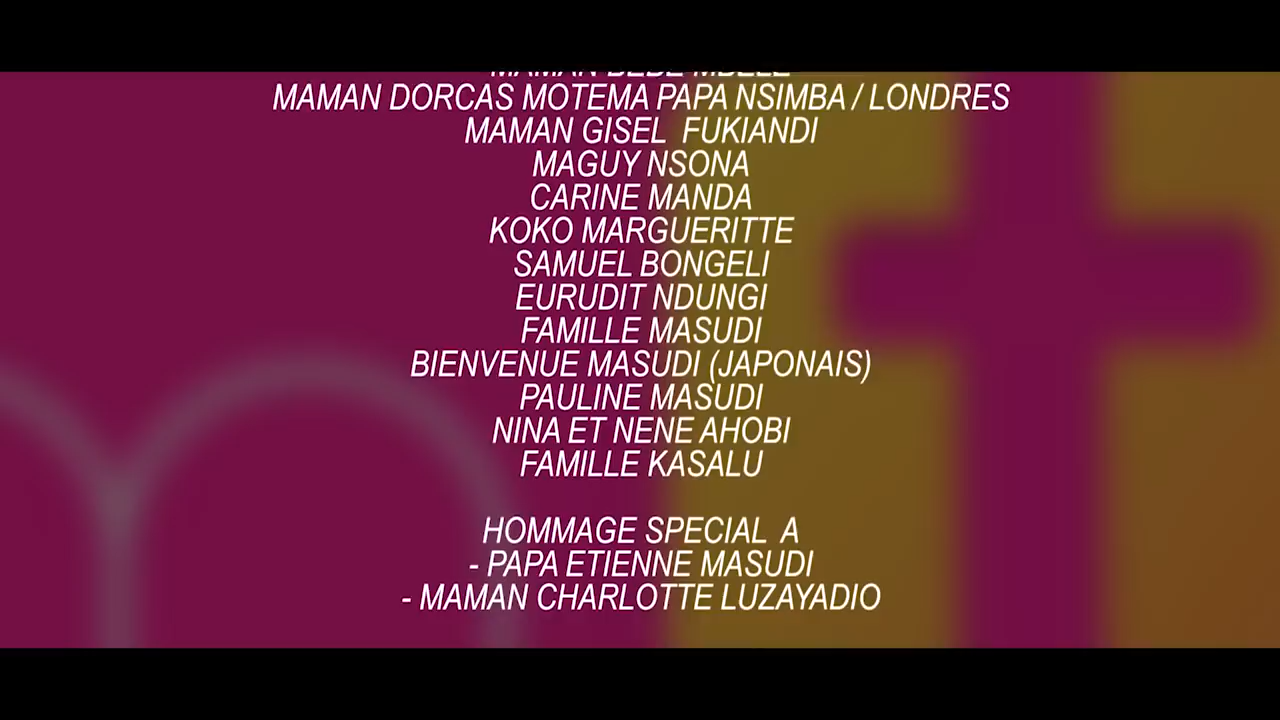 MAMAN DORCAS MOTEMA PAPA NSIMBA / LONDRES
MAMAN GISEL FUKIANDI
MAGUY NSONA
CARINE MANDA
KOKO MARGUERITTE
SAMUEL BONGELI
EURUDIT NDUNGI
FAMILLE MASUDI
BIENVENUE MASUDI (JAPONAIS)
PAULINE MASUDI
NINA ET NENE AHOBI
FAMILLE KASALU
HOMMAGE SPECIAL A
- PAPA ETIENNE MASUDI
- MAMAN CHARLOTTE LUZAYADIO